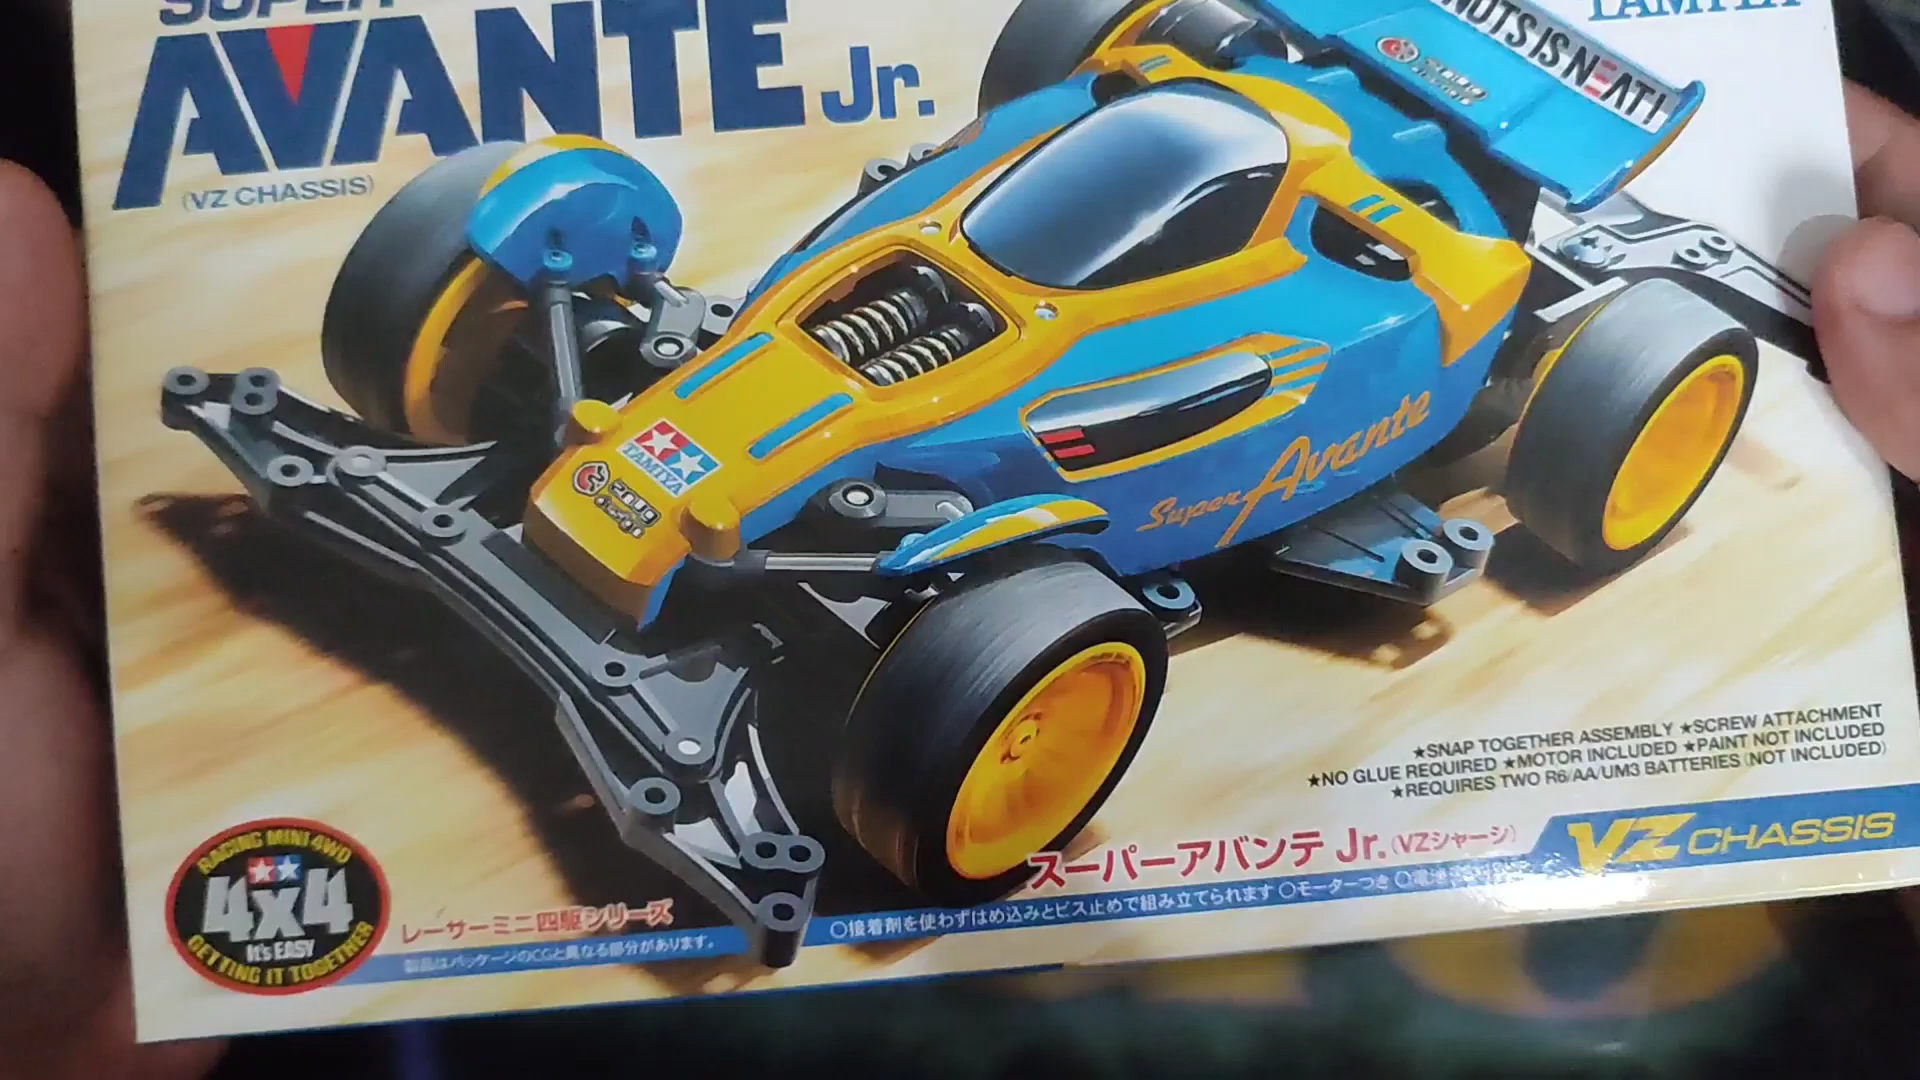 SUPER
TAMIYA
AVANTE Jr.
(VZ CHASSIS)
NUTS IS NEAT!
TAMIYA
Super Avante
★SNAP TOGETHER ASSEMBLY ★SCREW ATTACHMENT
★NO GLUE REQUIRED ★MOTOR INCLUDED ★PAINT NOT INCLUDED
★REQUIRES TWO R6/AA/UM3 BATTERIES (NOT INCLUDED)
スーパーアバンテ Jr. (VZシャーシ)
VZ CHASSIS
RACING MINI 4WD
4x4
It's EASY
GETTING IT TOGETHER
レーサーミニ四駆シリーズ
製品はパッケージのCGと異なる部分があります。
○接着剤を使わずはめ込みとビス止めで組み立てられます ○モーターつき ○電池